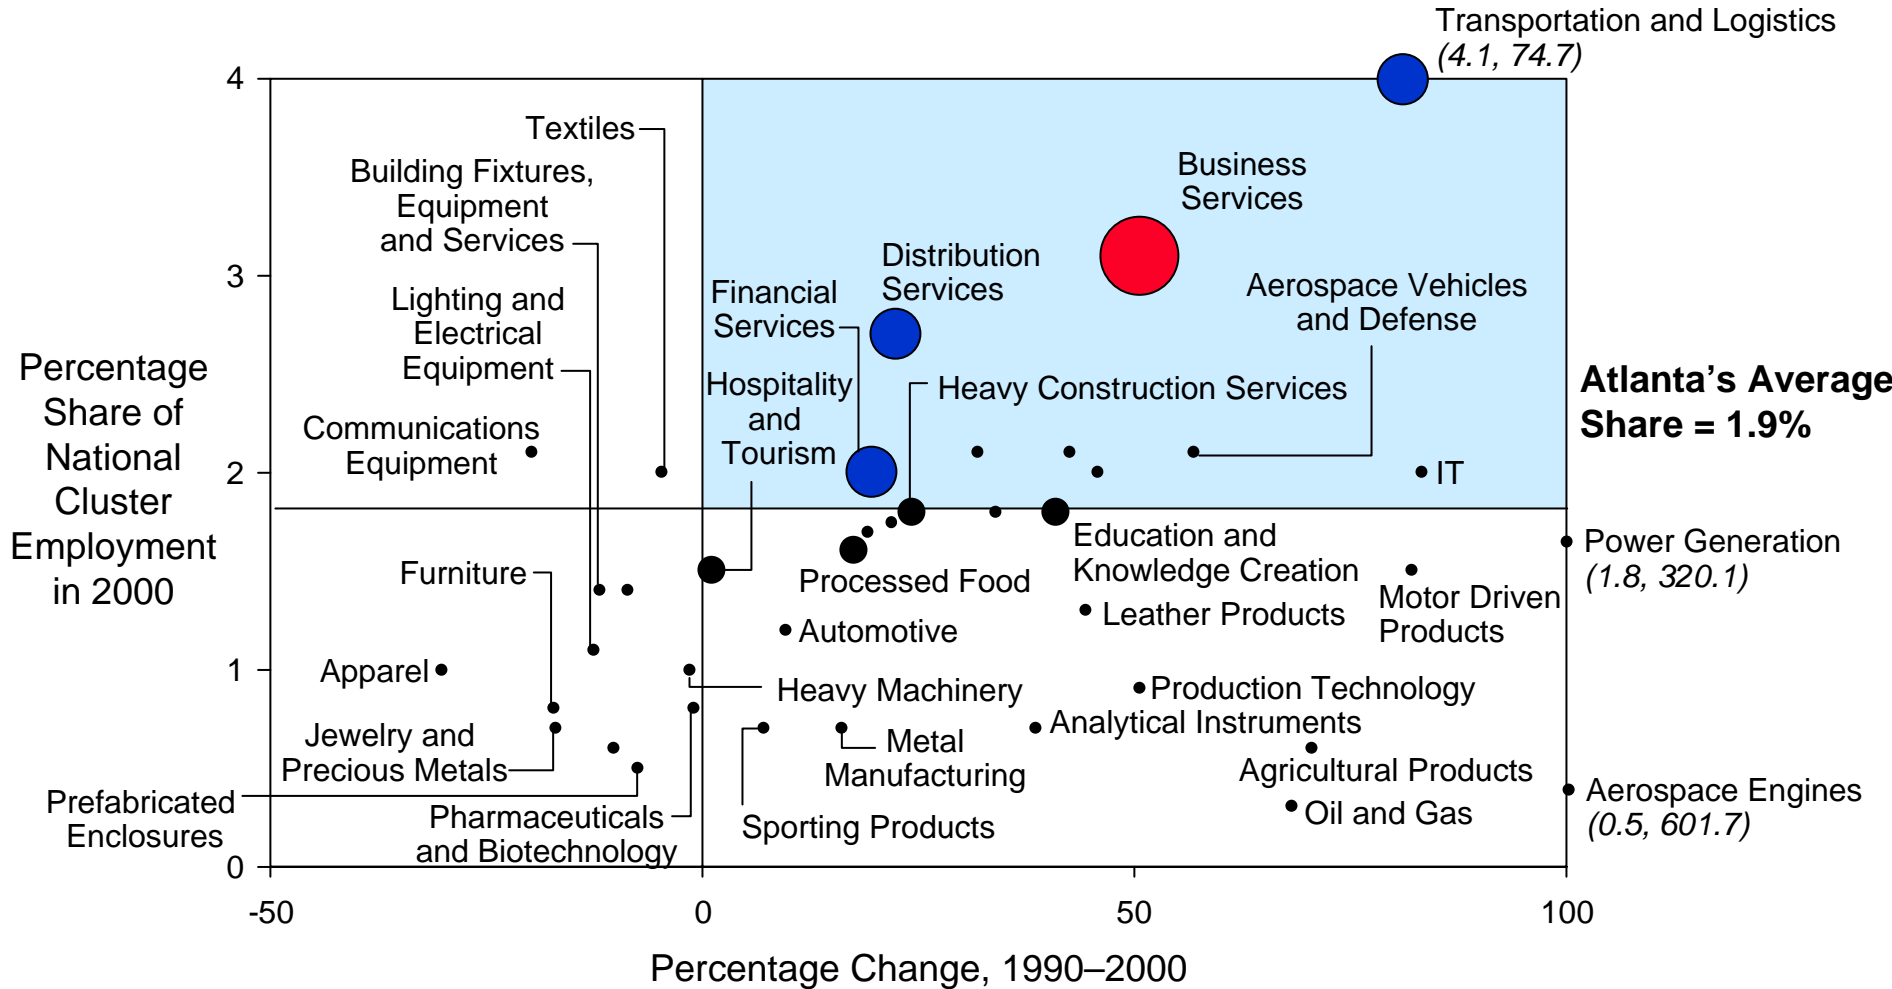 Transportation and Logistics
(4.1, 74.7)
4
Textiles
Building Fixtures,
Equipment
and Services
Business
Services
Distribution
Services
3
Financial
Services
Aerospace Vehicles
and Defense
Lighting and
Electrical
Equipment
Hospitality
and
Tourism
Heavy Construction Services
Percentage
Share of
National
Cluster
Employment
in 2000
Atlanta’s Average
Share = 1.9%
Communications
Equipment
2
IT
Education and
Knowledge Creation
Power Generation
(1.8, 320.1)
Furniture
Processed Food
Motor Driven
Products
Leather Products
Automotive
1
Apparel
Heavy Machinery
Production Technology
Analytical Instruments
Jewelry and
Precious Metals
Metal
Manufacturing
Agricultural Products
Prefabricated
Enclosures
Pharmaceuticals
and Biotechnology
Sporting Products
Oil and Gas
Aerospace Engines
(0.5, 601.7)
0
-50
0
50
100
Percentage Change, 1990–2000